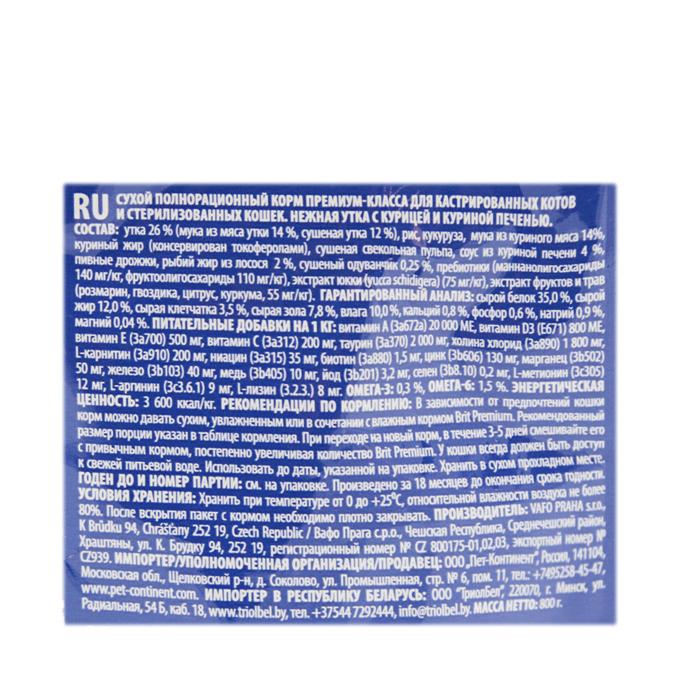 RU СУХОЙ ПОЛНОРАЦИОННЫЙ КОРМ ПРЕМИУМ-КЛАССА ДЛЯ КАСТРИРОВАННЫХ КОТОВ
И СТЕРИЛИЗОВАННЫХ КОШЕК. НЕЖНАЯ УТКА С КУРИЦЕЙ И КУРИНОЙ ПЕЧЕНЬЮ.
СОСТАВ: утка 26 % (мука из мяса утки 14 %, сушеная утка 12 %), рис, кукуруза, мука из куриного мяса 14%,
куриный жир (консервирован токоферолами), сушеная свекольная пульпа, соус из куриной печени 4 %,
пивные дрожжи, рыбий жир из лосося 2 %, сушеный одуванчик 0,25 %, пребиотики (маннанолигосахариды
140 мг/кг, фруктоолигосахариды 110 мг/кг), экстракт юкки (yucca schidigera) (75 мг/кг), экстракт фруктов и трав
(розмарин, гвоздика, цитрус, куркума, 55 мг/кг). ГАРАНТИРОВАННЫЙ АНАЛИЗ: сырой белок 35,0 %, сырой
жир 12,0 %, сырая клетчатка 3,5 %, сырая зола 7,8 %, влага 10,0 %, кальций 0,8 %, фосфор 0,6 %, натрий 0,9 %,
магний 0,04 %. ПИТАТЕЛЬНЫЕ ДОБАВКИ НА 1 КГ: витамин A (3a672a) 20 000 МЕ, витамин D3 (E671) 800 МЕ,
витамин E (3a700) 500 мг, витамин C (3a312) 200 мг, таурин (3a370) 2 000 мг, холина хлорид (3a890) 1 800 мг,
L-карнитин (3a910) 200 мг, ниацин (3a315) 35 мг, биотин (3a880) 1,5 мг, цинк (3b606) 130 мг, марганец (3b502)
50 мг, железо (3b103) 40 мг, медь (3b405) 10 мг, йод (3b201) 3,2 мг, селен (3b8.10) 0,2 мг, L-метионин (3c305)
12 мг, L-аргинин (3c3.6.1) 9 мг, L-лизин (3.2.3.) 8 мг. ОМЕГА-3: 0,3 %, ОМЕГА-6: 1,5 %. ЭНЕРГЕТИЧЕСКАЯ
ЦЕННОСТЬ: 3 600 ккал/кг. РЕКОМЕНДАЦИИ ПО КОРМЛЕНИЮ: В зависимости от предпочтений кошки
корм можно давать сухим, увлажненным или в сочетании с влажным кормом Brit Premium. Рекомендованный
размер порции указан в таблице кормления. При переходе на новый корм, в течение 3-5 дней смешивайте его
с привычным кормом, постепенно увеличивая количество Brit Premium. У кошки всегда должен быть доступ
к свежей питьевой воде. Использовать до даты, указанной на упаковке. Хранить в сухом прохладном месте.
ГОДЕН ДО И НОМЕР ПАРТИИ: см. на упаковке. Произведено за 18 месяцев до окончания срока годности.
УСЛОВИЯ ХРАНЕНИЯ: Хранить при температуре от 0 до +25°C, относительной влажности воздуха не более
80%. После вскрытия пакет с кормом необходимо плотно закрывать. ПРОИЗВОДИТЕЛЬ: VAFO PRAHA s.r.o.,
K Brůdku 94, Chrášťany 252 19, Czech Republic / Вафо Прага с.р.о., Чешская Республика, Среднечешский район,
Храштяны, ул. К. Брудку 94, 252 19, регистрационный номер № CZ 800175-01,02,03, экспортный номер №
CZ939. ИМПОРТЕР/УПОЛНОМОЧЕННАЯ ОРГАНИЗАЦИЯ/ПРОДАВЕЦ: ООО „Пет-Континент", Россия, 141104,
Московская обл., Щелковский р-н, д. Соколово, ул. Промышленная, стр. № 6, пом. 11, тел.: +7495258-45-47,
www.pet-continent.com. ИМПОРТЕР В РЕСПУБЛИКУ БЕЛАРУСЬ: ООО "ТриолБел", 220070, г. Минск, ул.
Радиальная, 54 Б, каб. 18, www.triolbel.by, тел.: +37544 7292444, info@triolbel.by. МАССА НЕТТО: 800 г.